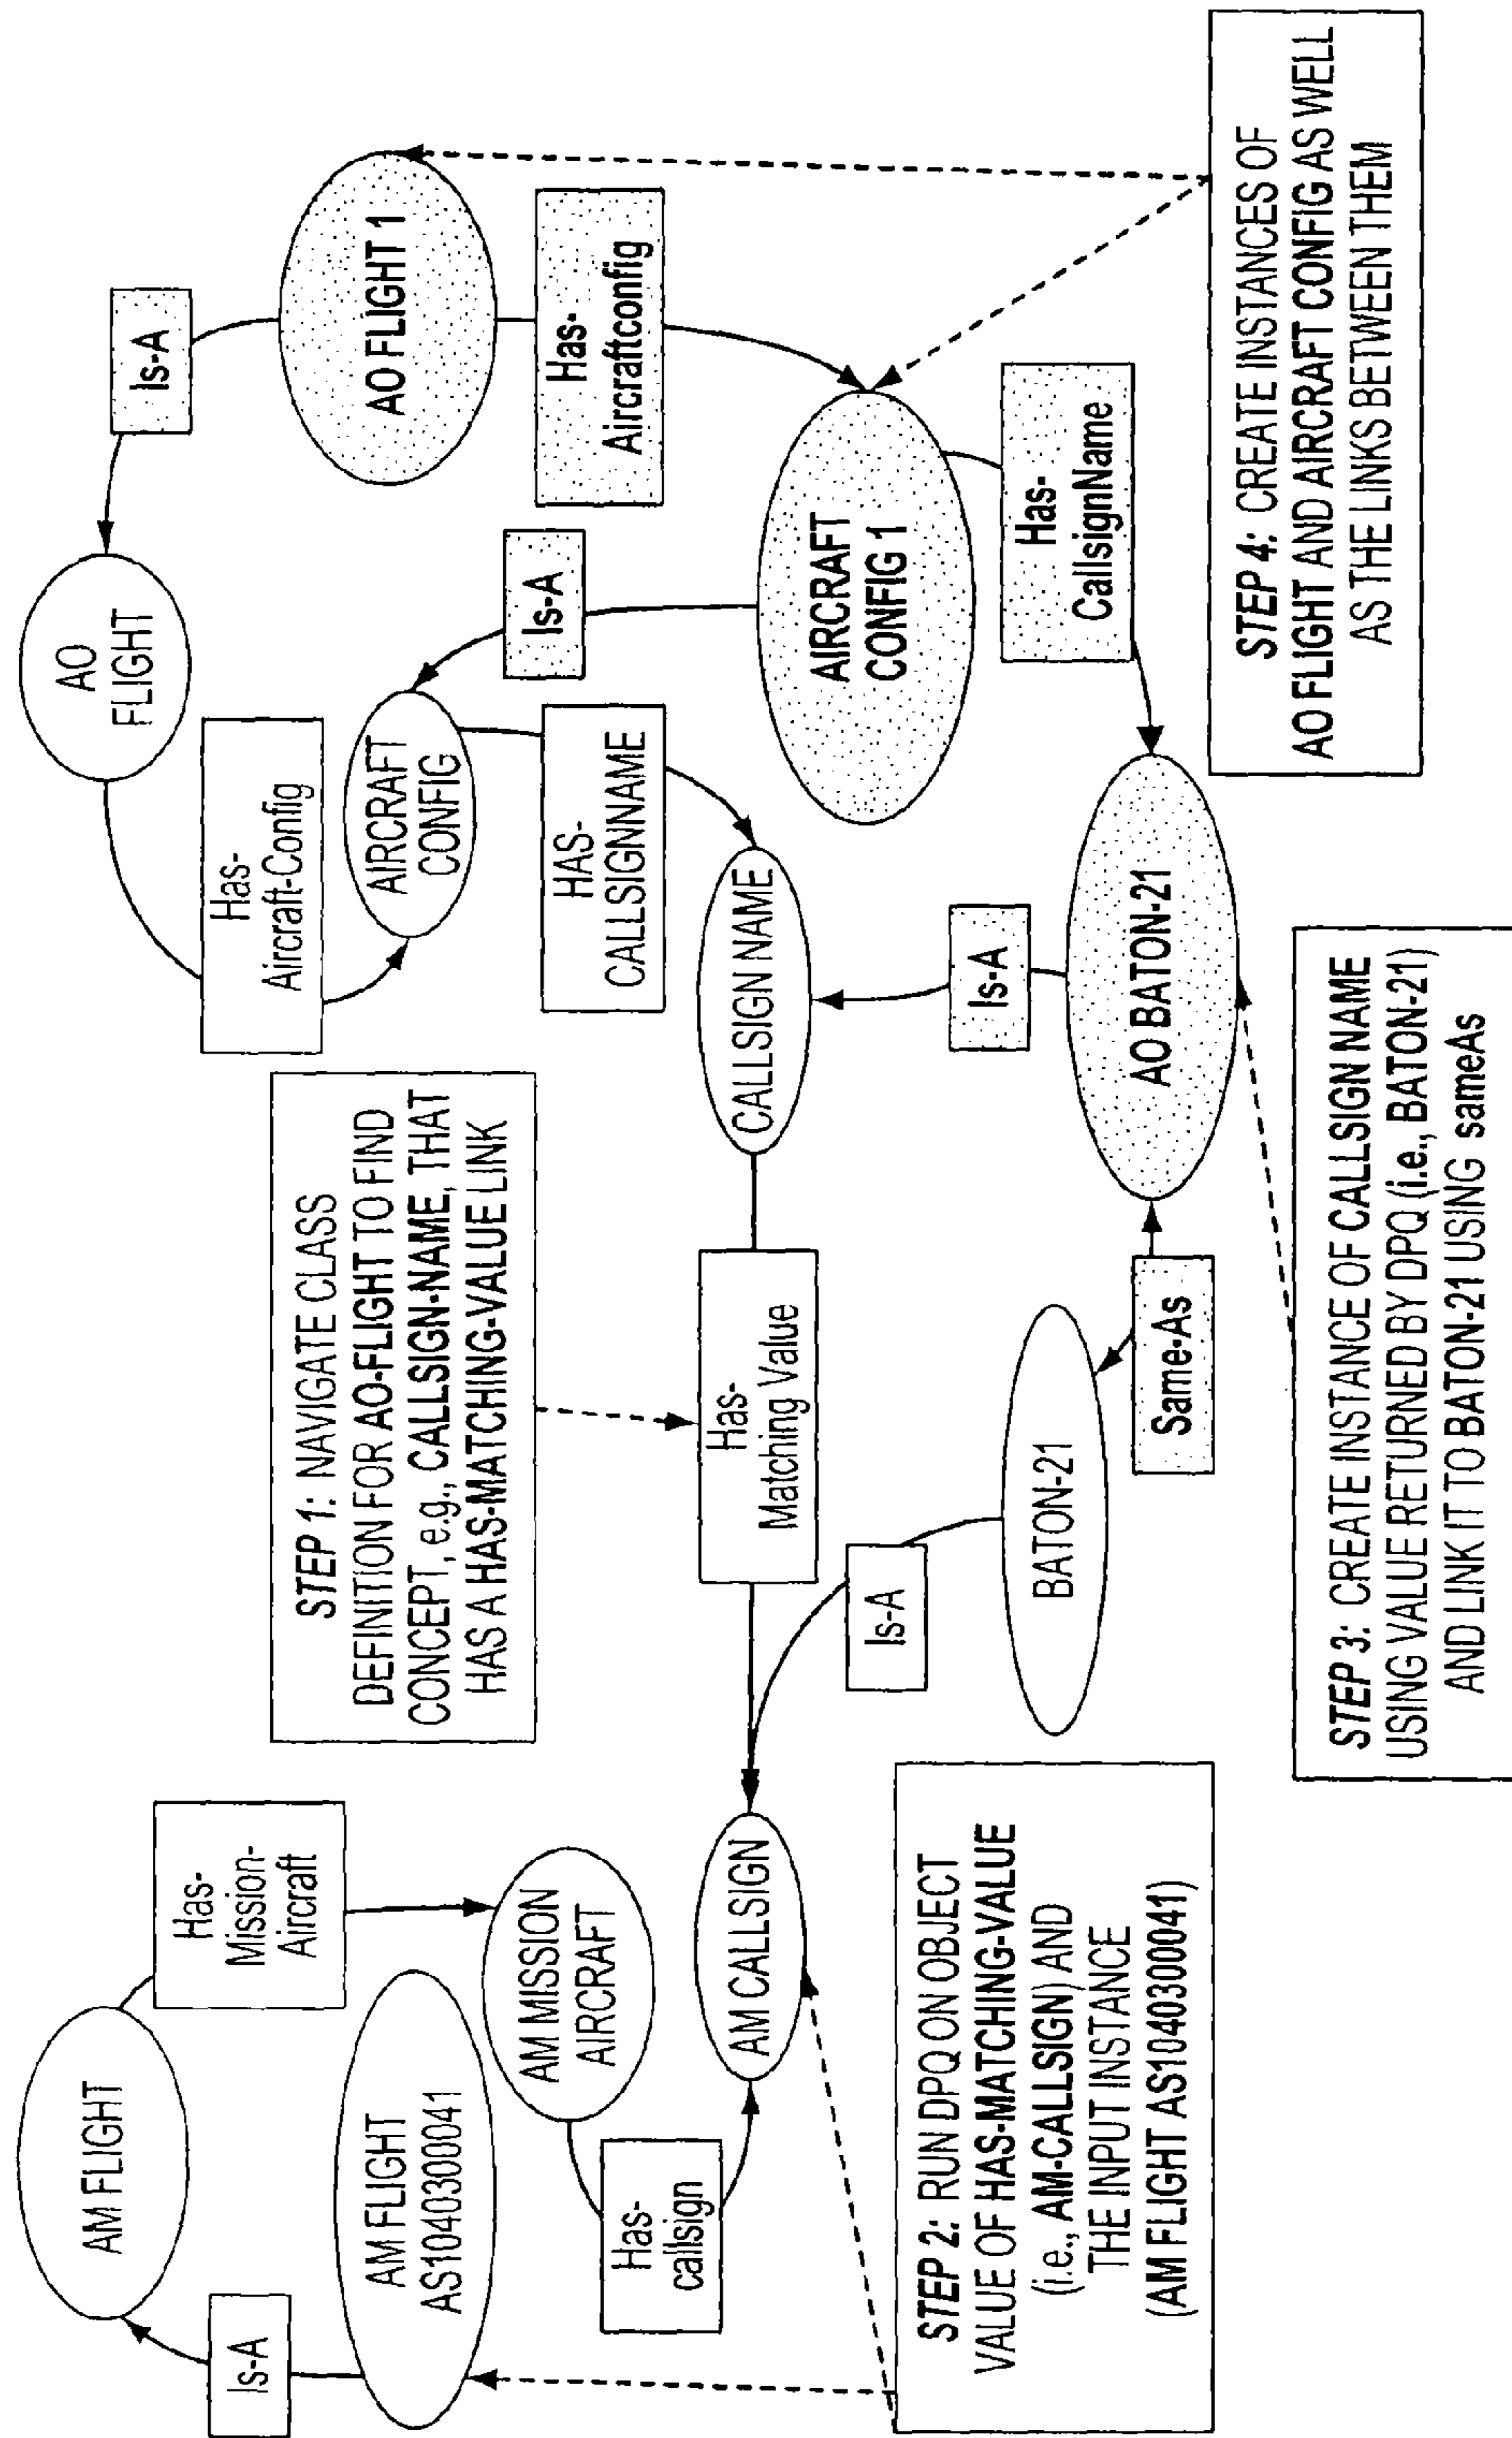 AM FLIGHT
Is-A
AM FLIGHT
AS1040300041
Has-
Mission-
Aircraft
AM MISSION
AIRCRAFT
Has-
callsign
AM CALLSIGN
STEP 2: RUN DPQ ON OBJECT
VALUE OF HAS-MATCHING-VALUE
(i.e., AM-CALLSIGN) AND
THE INPUT INSTANCE
(AM FLIGHT AS1040300041)
STEP 1: NAVIGATE CLASS
DEFINITION FOR AO-FLIGHT TO FIND
CONCEPT, e.g., CALLSIGN-NAME, THAT
HAS A HAS-MATCHING-VALUE LINK
Has-
Matching Value
Is-A
BATON-21
Same-As
STEP 3: CREATE INSTANCE OF CALLSIGN NAME
USING VALUE RETURNED BY DPQ (i.e., BATON-21)
AND LINK IT TO BATON-21 USING sameAs
AO
FLIGHT
Has-
Aircraft-Config
AIRCRAFT
CONFIG
HAS-
CALLSIGNNAME
CALLSIGN NAME
Is-A
AO BATON-21
Is-A
AO FLIGHT 1
Has-
Aircraftconfig
Is-A
AIRCRAFT
CONFIG 1
Has-
CallsignName
STEP 4: CREATE INSTANCES OF
AO FLIGHT AND AIRCRAFT CONFIG AS WELL
AS THE LINKS BETWEEN THEM